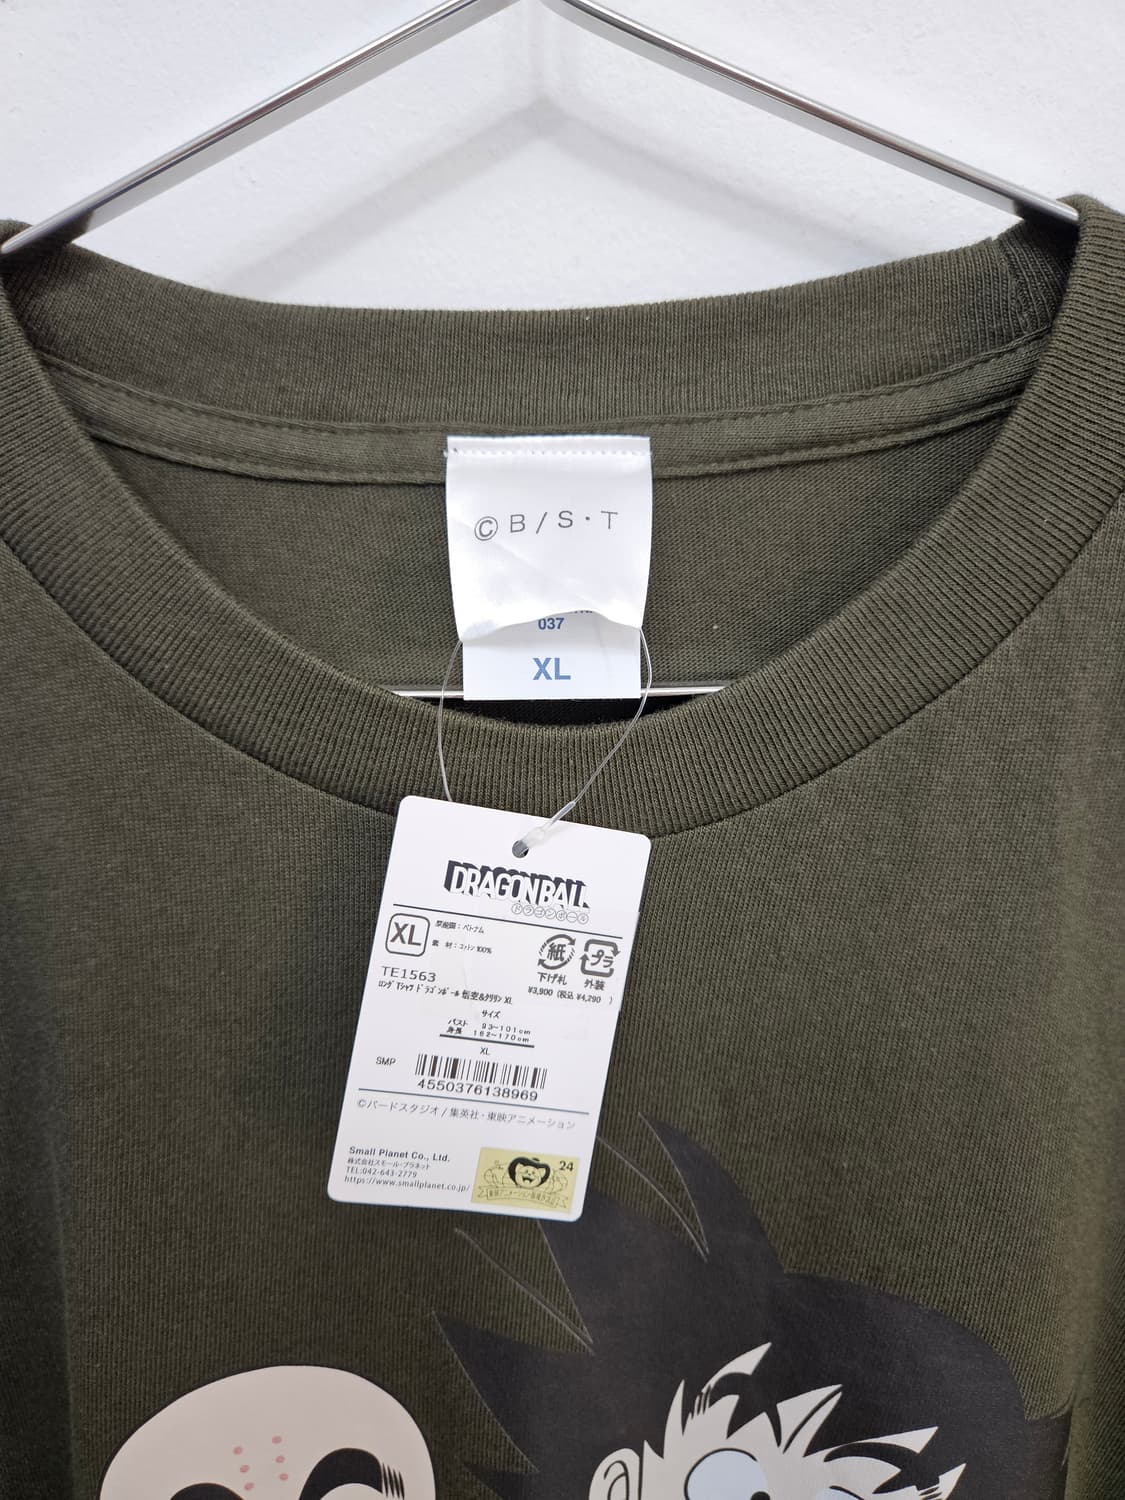 ©B/S・T
037
XL
DRAGONBALL
ドラゴンボール
XL
原産国：ベトナム
素 材：コットン100%
紙
下げ札
プラ
外装
TE1563
¥3,900 (税込 ¥4,290 )
ロングTシャツ ドラゴンボール 悟空&クリリン XL
サイズ
バスト 93~101cm
身長 162~170cm
XL
SMP
4550376138969
©バードスタジオ / 集英社・東映アニメーション
Small Planet Co., Ltd.
株式会社スモール・プラネット
TEL:042-643-2779
https://www.smallplanet.co.jp/
24